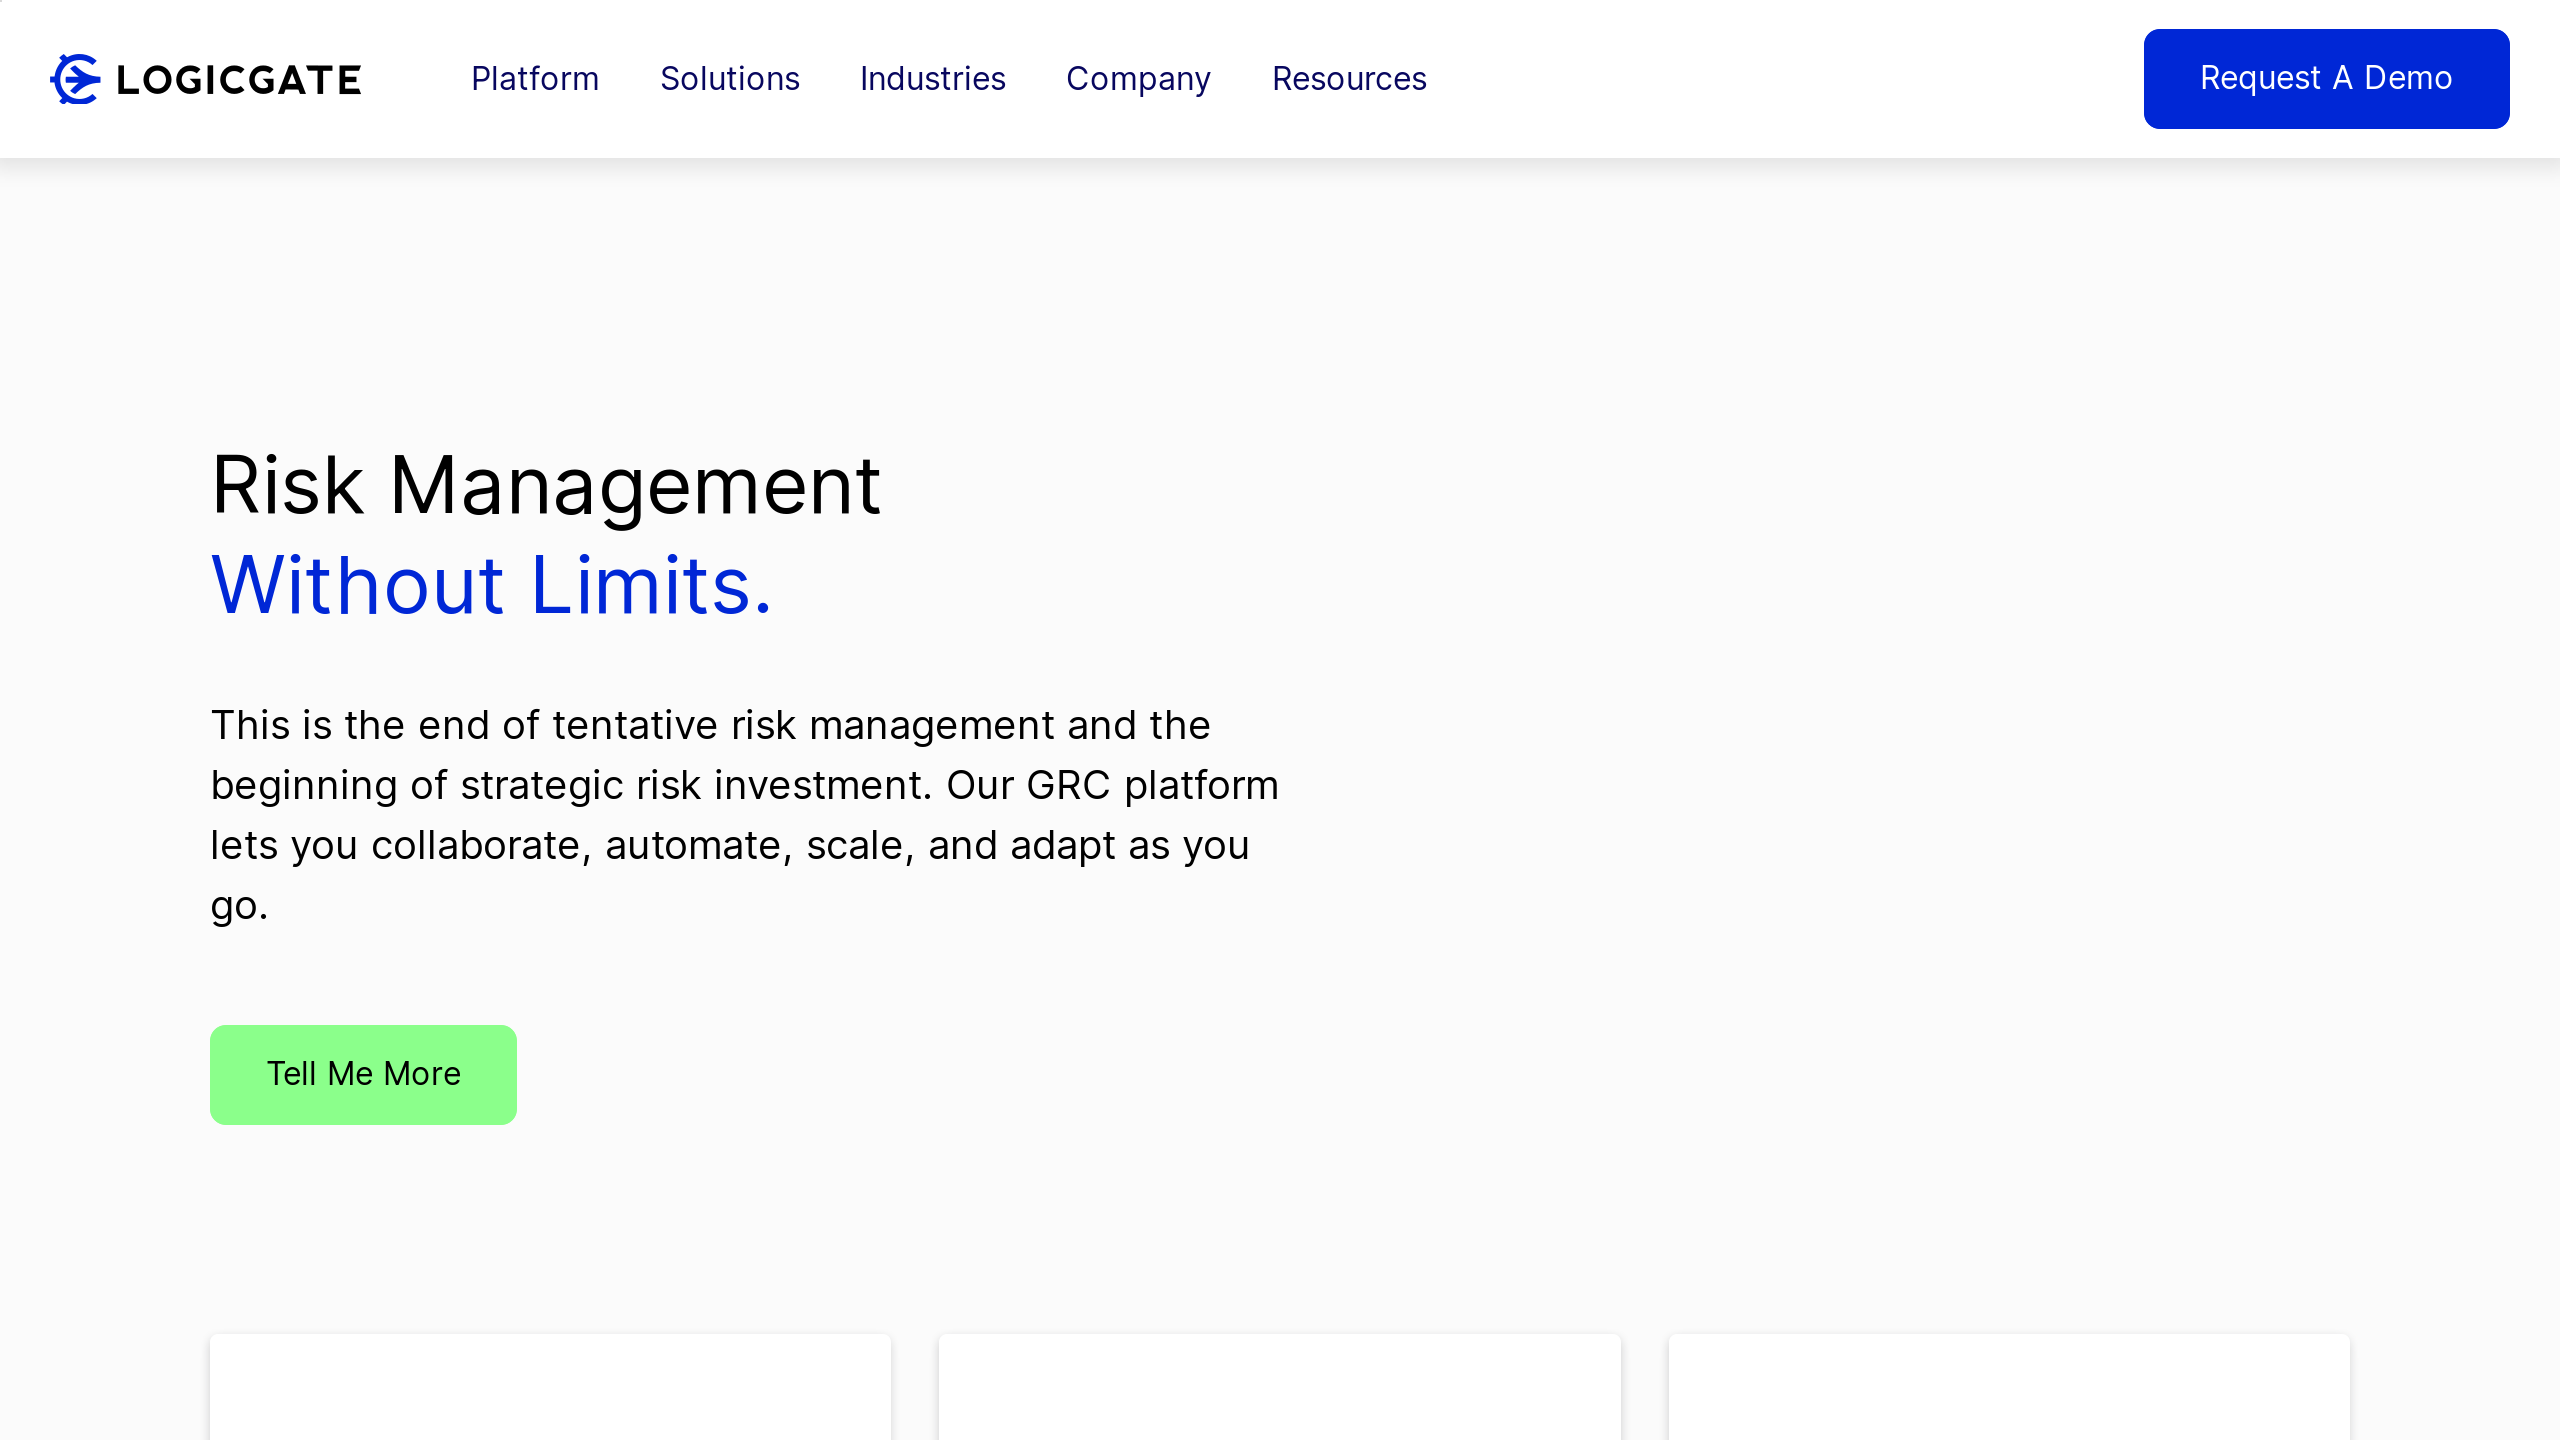 LOGICGATE
Platform
Solutions
Industries
Company
Resources
Request A Demo
Risk Management
Without Limits.
This is the end of tentative risk management and the
beginning of strategic risk investment. Our GRC platform
lets you collaborate, automate, scale, and adapt as you
go.
Tell Me More